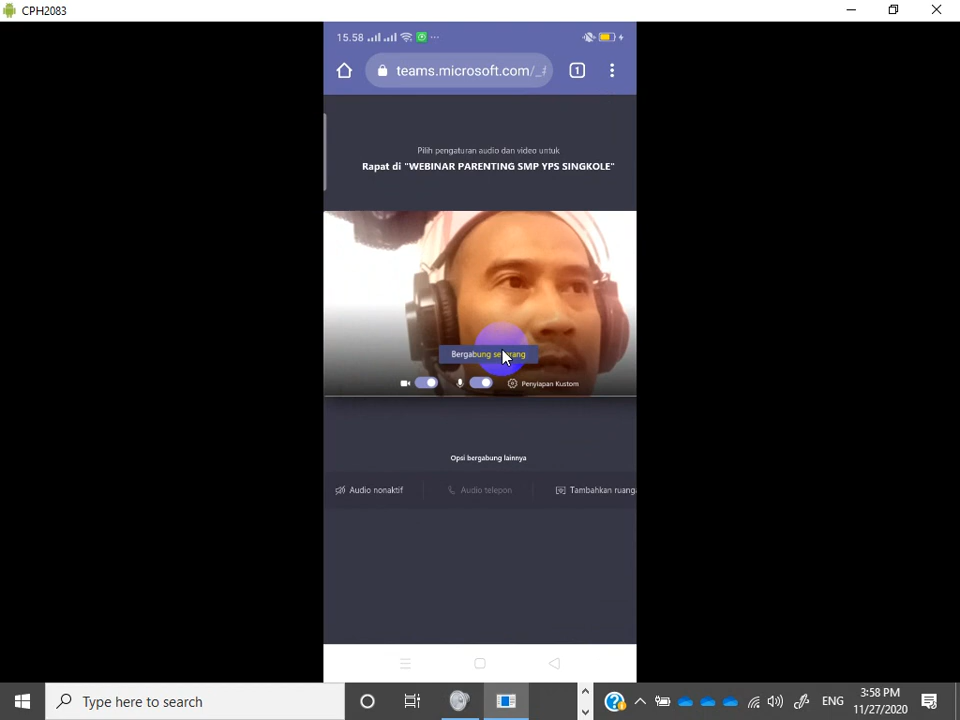 CPH2083
15.58
teams.microsoft.com/_#
1
Pilih pengaturan audio dan video untuk
Rapat di "WEBINAR PARENTING SMP YPS SINGKOLE"
Bergabung sekarang
Penyiapan Kustom
Opsi bergabung lainnya
Audio nonaktif
Audio telepon
Tambahkan ruanga
Type here to search
ENG
3:58 PM
11/27/2020